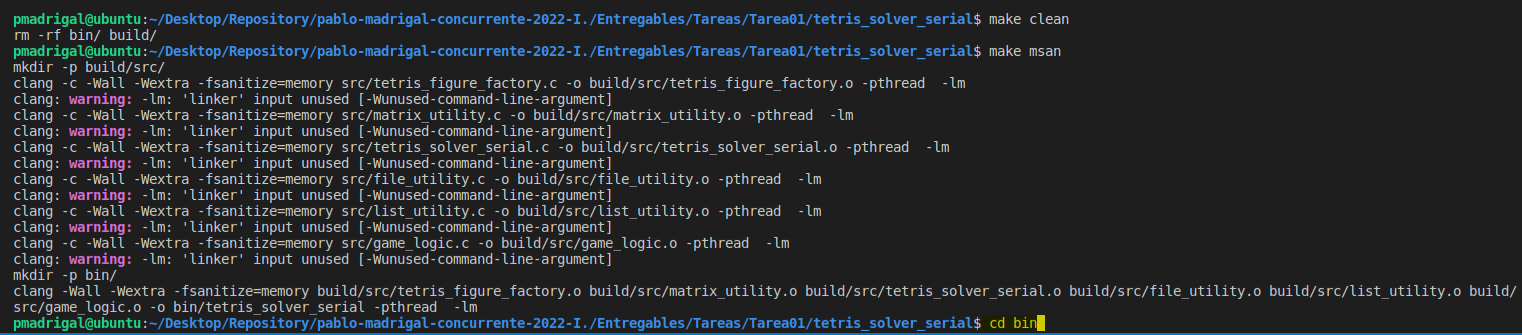 pmadrigal@ubuntu:~/Desktop/Repository/pablo-madrigal-concurrente-2022-I./Entregables/Tareas/Tarea01/tetris_solver_serial$ make clean
rm -rf bin/ build/
pmadrigal@ubuntu:~/Desktop/Repository/pablo-madrigal-concurrente-2022-I./Entregables/Tareas/Tarea01/tetris_solver_serial$ make msan
mkdir -p build/src/
clang -c -Wall -Wextra -fsanitize=memory src/tetris_figure_factory.c -o build/src/tetris_figure_factory.o -pthread  -lm
clang: warning: -lm: 'linker' input unused [-Wunused-command-line-argument]
clang -c -Wall -Wextra -fsanitize=memory src/matrix_utility.c -o build/src/matrix_utility.o -pthread  -lm
clang: warning: -lm: 'linker' input unused [-Wunused-command-line-argument]
clang -c -Wall -Wextra -fsanitize=memory src/tetris_solver_serial.c -o build/src/tetris_solver_serial.o -pthread  -lm
clang: warning: -lm: 'linker' input unused [-Wunused-command-line-argument]
clang -c -Wall -Wextra -fsanitize=memory src/file_utility.c -o build/src/file_utility.o -pthread  -lm
clang: warning: -lm: 'linker' input unused [-Wunused-command-line-argument]
clang -c -Wall -Wextra -fsanitize=memory src/list_utility.c -o build/src/list_utility.o -pthread  -lm
clang: warning: -lm: 'linker' input unused [-Wunused-command-line-argument]
clang -c -Wall -Wextra -fsanitize=memory src/game_logic.c -o build/src/game_logic.o -pthread  -lm
clang: warning: -lm: 'linker' input unused [-Wunused-command-line-argument]
mkdir -p bin/
clang -Wall -Wextra -fsanitize=memory build/src/tetris_figure_factory.o build/src/matrix_utility.o build/src/tetris_solver_serial.o build/src/file_utility.o build/src/list_utility.o build/
src/game_logic.o -o bin/tetris_solver_serial -pthread  -lm
pmadrigal@ubuntu:~/Desktop/Repository/pablo-madrigal-concurrente-2022-I./Entregables/Tareas/Tarea01/tetris_solver_serial$ cd bin